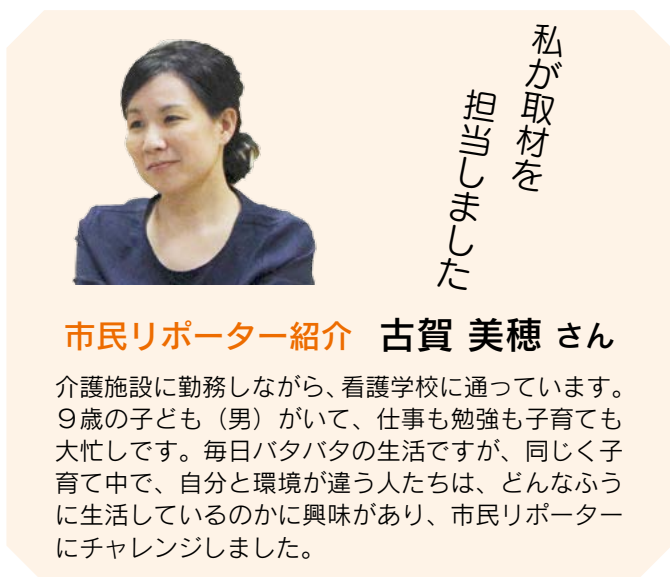 私が取材を
担当しました
市民リポーター紹介 古賀 美穂 さん
介護施設に勤務しながら、看護学校に通っています。
９歳の子ども（男）がいて、仕事も勉強も子育ても
大忙しです。毎日バタバタの生活ですが、同じく子
育て中で、自分と環境が違う人たちは、どんなふう
に生活しているのかに興味があり、市民リポーター
にチャレンジしました。